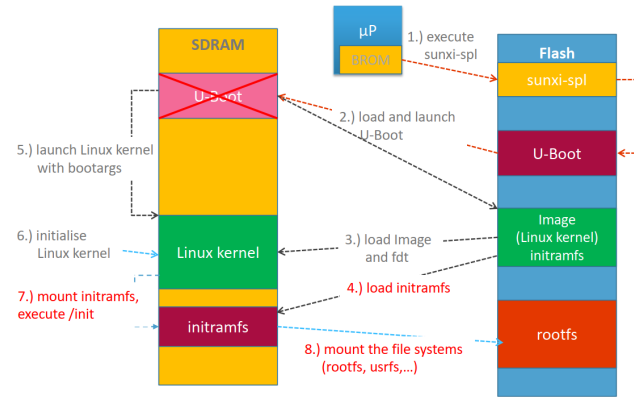 SDRAM
U-Boot
Linux kernel
initramfs
µP
BROM
Flash
sunxi-spl
U-Boot
Image
(Linux kernel)
initramfs
rootfs
1.) execute
sunxi-spl
2.) load and launch
U-Boot
3.) load Image
and fdt
4.) load initramfs
5.) launch Linux kernel
with bootargs
6.) initialise
Linux kernel
7.) mount initramfs,
execute /init
8.) mount the file systems
(rootfs, usrfs,...)